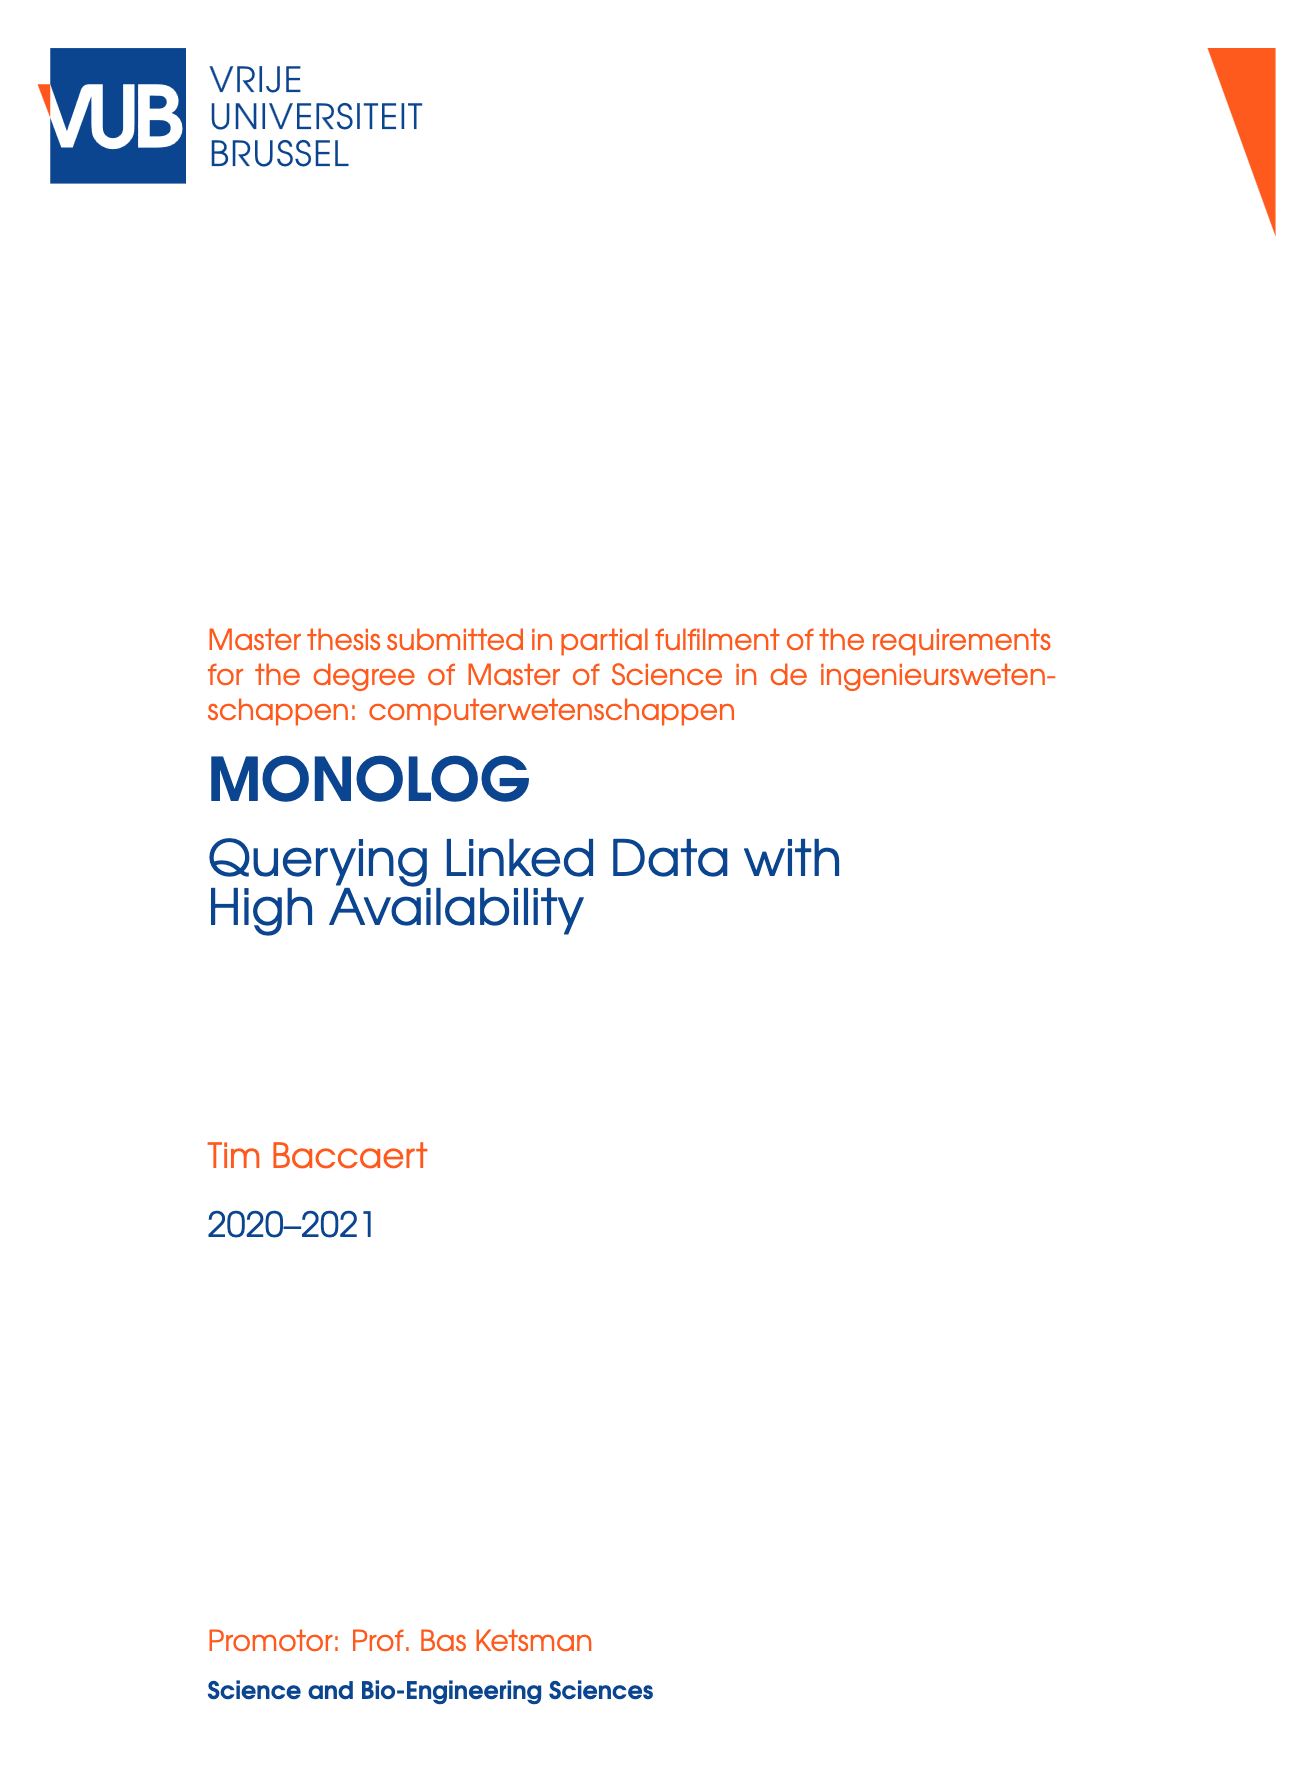 VUB
VRIJE
UNIVERSITEIT
BRUSSEL
Master thesis submitted in partial fulfilment of the requirements
for the degree of Master of Science in de ingenieursweten-
schappen: computerwetenschappen
MONOLOG
Querying Linked Data with
High Availability
Tim Baccaert
2020–2021
Promotor: Prof. Bas Ketsman
Science and Bio-Engineering Sciences